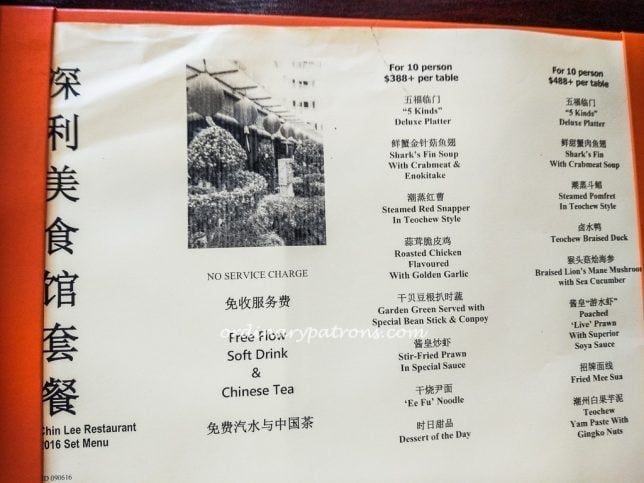 深利美食馆套餐
Chin Lee Restaurant
2016 Set Menu
090616
NO SERVICE CHARGE
免收服务费
Free Flow
Soft Drink
&
Chinese Tea
免费汽水与中国茶
ordinarypatrons.com
For 10 person
$388+ per table
五福临门
"5 Kinds"
Deluxe Platter
鲜蟹金针菇鱼翅
Shark's Fin Soup
With Crabmeat &
Enokitake
潮蒸红曹
Steamed Red Snapper
In Teochew Style
蒜茸脆皮鸡
Roasted Chicken
Flavoured
With Golden Garlic
干贝豆根扒时蔬
Garden Green Served with
Special Bean Stick & Conpoy
酱皇炒虾
Stir-Fried Prawn
In Special Sauce
干烧尹面
'Ee Fu' Noodle
时日甜品
Dessert of the Day
For 10 person
$488+ per table
五福临门
"5 Kinds"
Deluxe Platter
鲜甜蟹肉鱼翅
Shark's Fin Soup
With Crabmeat Soup
潮蒸斗鲳
Steamed Pomfret
In Teochew Style
卤水鸭
Teochew Braised Duck
猴头菇烩海参
Braised Lion's Mane Mushroom
with Sea Cucumber
酱皇"游水虾"
Poached
'Live' Prawn
With Superior
Soya Sauce
招牌面线
Fried Mee Sua
潮州白果芋泥
Teochew
Yam Paste With
Gingko Nuts